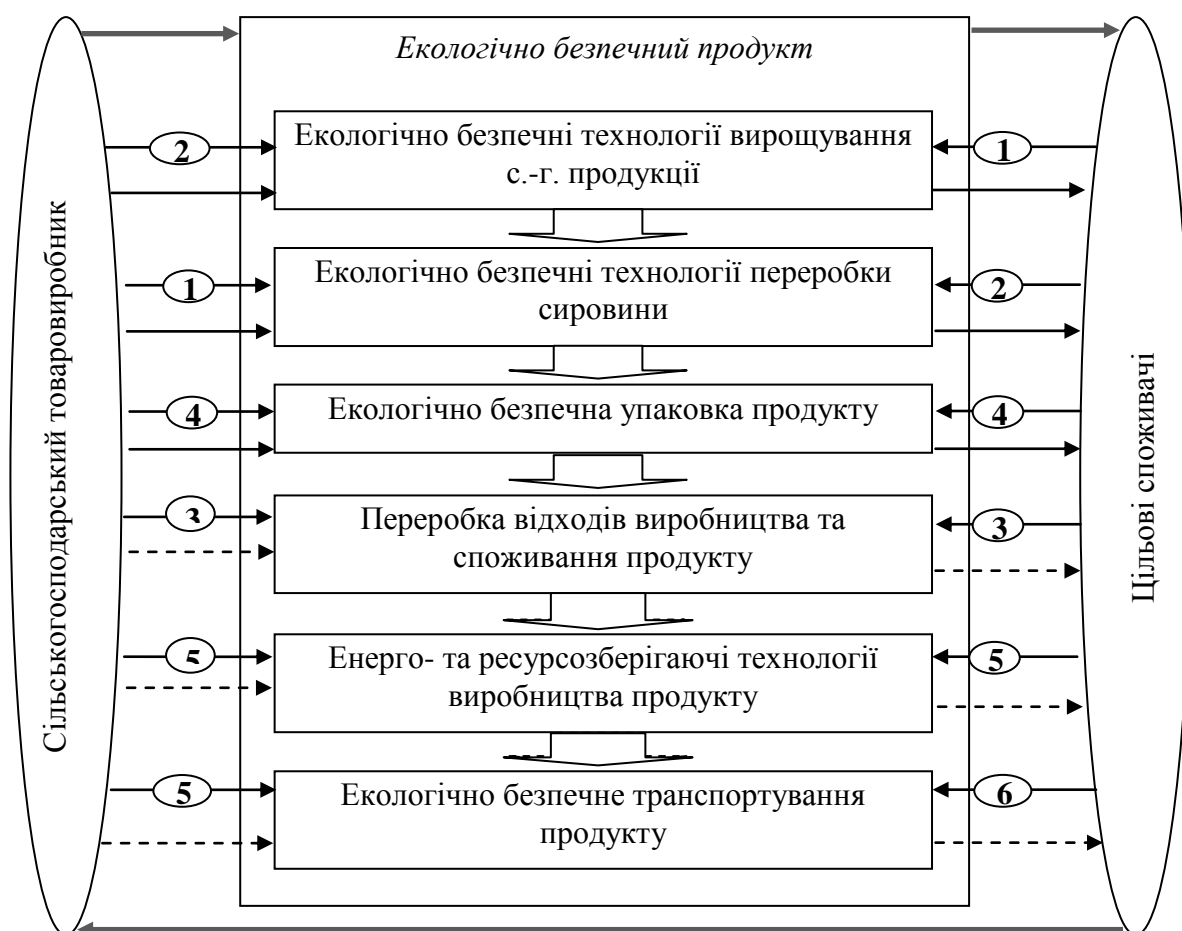 Екологічно безпечний продукт
Сільськогосподарський товаровиробник
Цільові споживачі
2
Екологічно безпечні технології вирощування
с.-г. продукції
1
1
Екологічно безпечні технології переробки
сировини
2
4
Екологічно безпечна упаковка продукту
4
3
Переробка відходів виробництва та
споживання продукту
3
5
Енерго- та ресурсозберігаючі технології
виробництва продукту
5
5
Екологічно безпечне транспортування
продукту
6